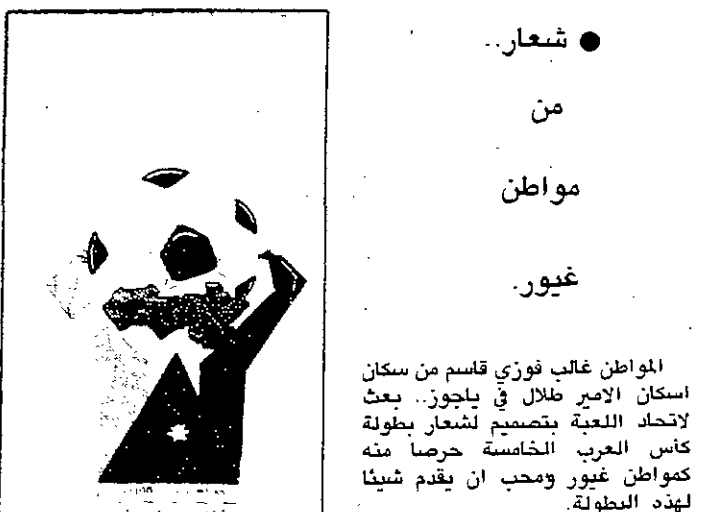 ● شعار..
من
مواطن
غيور.
المواطن غالب فوزي قاسم من سكان
اسكان الامير طلال في ياجوز.. بعث
لاتحاد اللعبة بتصميم لشعار بطولة
كأس العرب الخامسة حرصا منه
كمواطن غيور ومحب ان يقدم شيئا
لهذه البطولة.